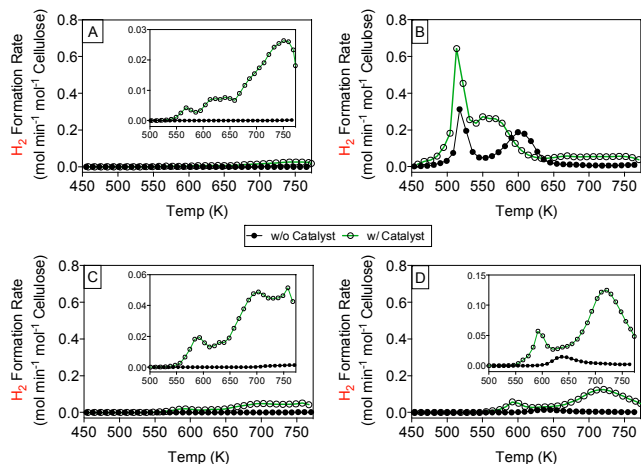 A
H2 Formation Rate
(mol min-1 mol-1 Cellulose)
0.8
0.6
0.4
0.2
0.0
450 500 550 600 650 700 750
Temp (K)
0.03
0.02
0.01
0.00
500 550 600 650 700 750
B
H2 Formation Rate
(mol min-1 mol-1 Cellulose)
0.8
0.6
0.4
0.2
0.0
450 500 550 600 650 700 750
Temp (K)
w/o Catalyst w/ Catalyst
C
H2 Formation Rate
(mol min-1 mol-1 Cellulose)
0.8
0.6
0.4
0.2
0.0
450 500 550 600 650 700 750
Temp (K)
0.06
0.04
0.02
0.00
500 550 600 650 700 750
D
H2 Formation Rate
(mol min-1 mol-1 Cellulose)
0.8
0.6
0.4
0.2
0.0
450 500 550 600 650 700 750
Temp (K)
0.15
0.10
0.05
0.00
500 550 600 650 700 750